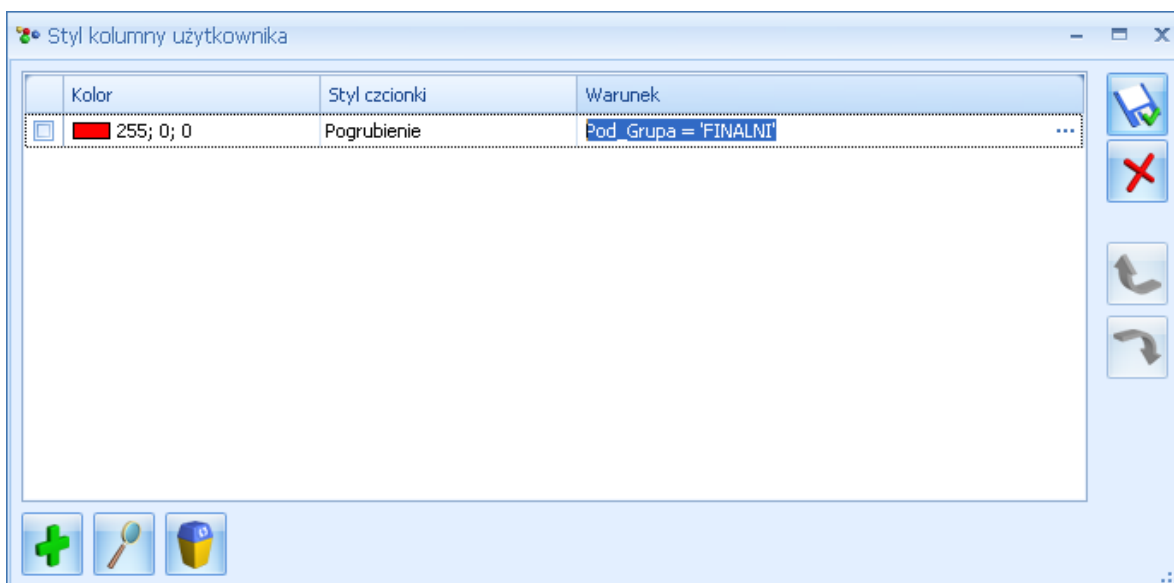 Styl kolumny użytkownika
Kolor Styl czcionki Warunek
255; 0; 0 Pogrubienie Pod_Grupa = 'FINALNI' ...